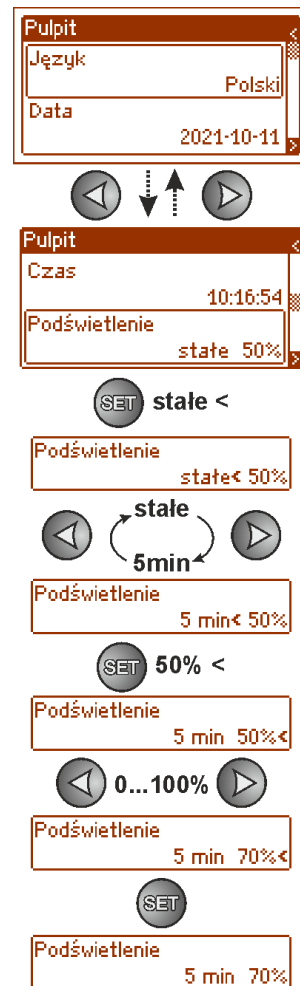 Pulpit <
Język
Polski
Data
2021-10-11 >
Pulpit <
Czas
10:16:54
Podświetlenie
stałe 50% >
SET stałe <
Podświetlenie
stałe< 50%
stałe
5min
Podświetlenie
5 min< 50%
SET 50% <
Podświetlenie
5 min 50%<
0...100%
Podświetlenie
5 min 70%<
SET
Podświetlenie
5 min 70%